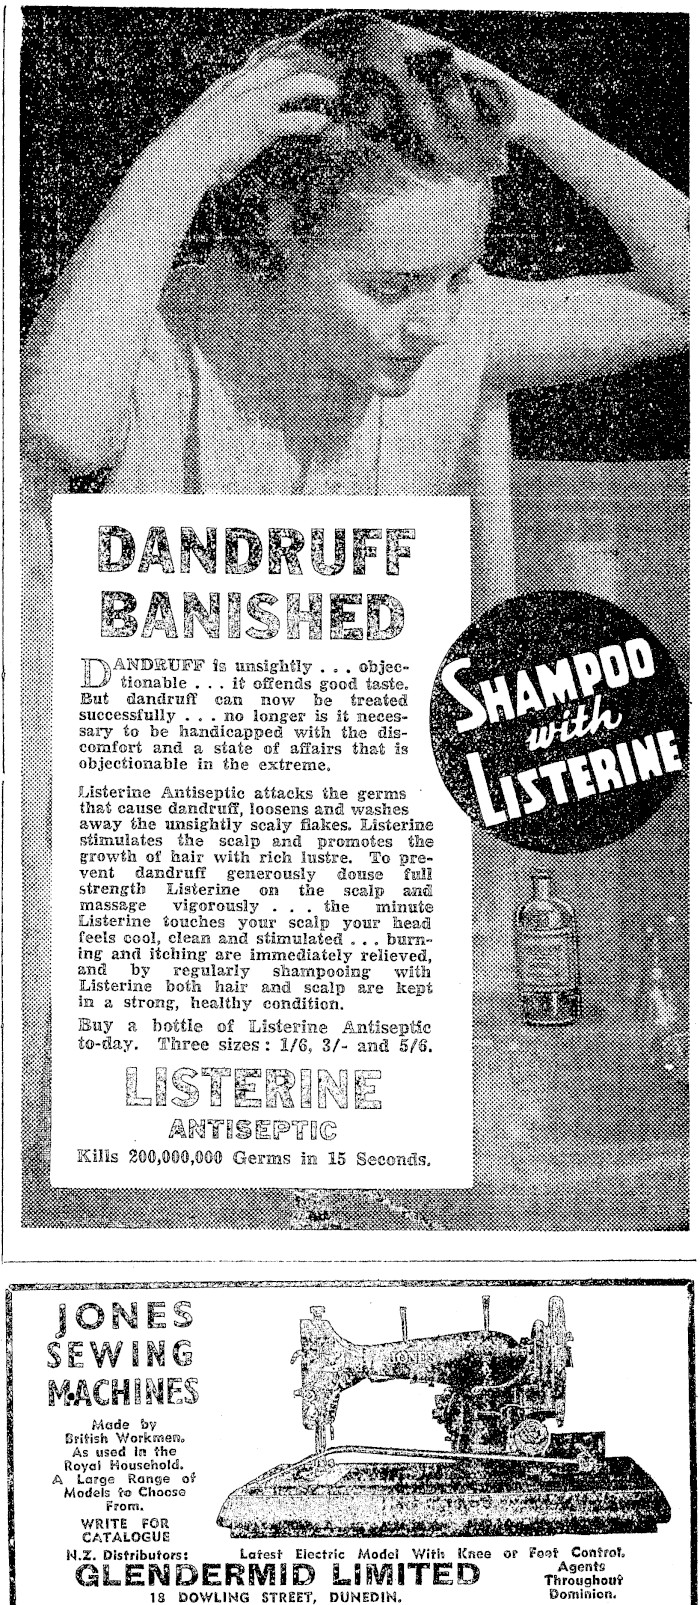 DANDRUFF
BANISHED
DANDRUFF is unsightly . . . objec-
tionable . . . it offends good taste.
But dandruff can now be treated
successfully . . . no longer is it neces-
sary to be handicapped with the dis-
comfort and a state of affairs that is
objectionable in the extreme.
Listerine Antiseptic attacks the germs
that cause dandruff, loosens and washes
away the unsightly scaly flakes. Listerine
stimulates the scalp and promotes the
growth of hair with rich lustre. To pre-
vent dandruff generously douse full
strength Listerine on the scalp and
massage vigorously . . . the minute
Listerine touches your scalp your head
feels cool, clean and stimulated . . . burn-
ing and itching are immediately relieved,
and by regularly shampooing with
Listerine both hair and scalp are kept
in a strong, healthy condition.
Buy a bottle of Listerine Antiseptic
to-day. Three sizes: 1/6, 3/- and 5/6.
LISTERINE
ANTISEPTIC
Kills 200,000,000 Germs in 15 Seconds.
SHAMPOO
with
LISTERINE
JONES
SEWING
MACHINES
Made by
British Workmen.
As used in the
Royal Household.
A Large Range of
Models to Choose
From.
WRITE FOR
CATALOGUE
JONES
N.Z. Distributors:
Latest Electric Model With Knee or Foot Control.
GLENDERMID LIMITED
18 DOWLING STREET, DUNEDIN.
Agents
Throughout
Dominion.